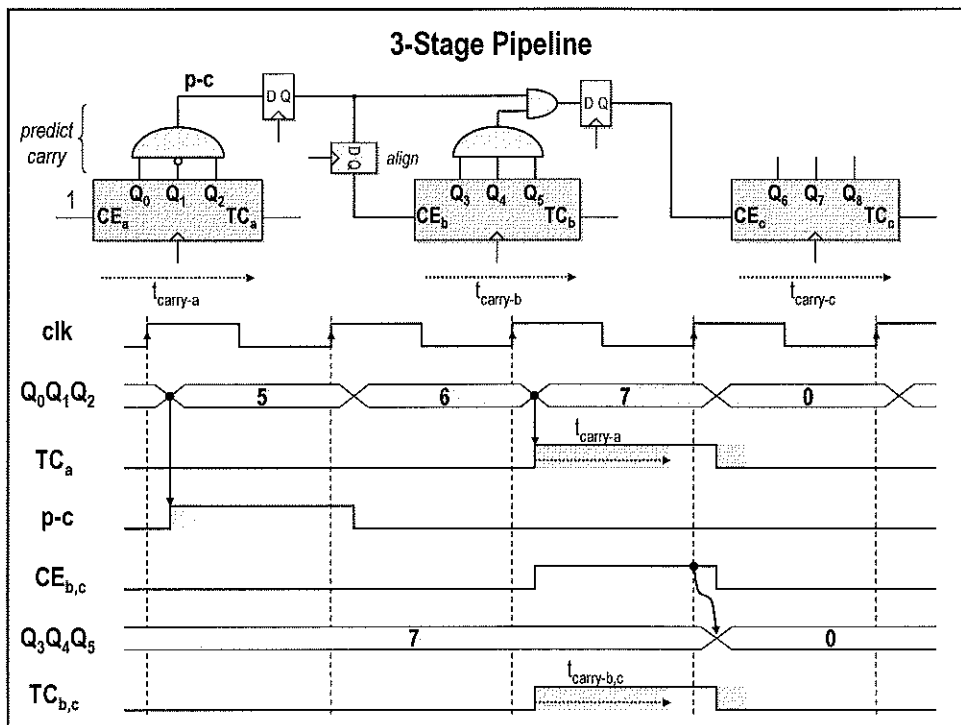 3-Stage Pipeline
p-c
D Q
D Q
predict
carry
D Q
align
1
Q0 Q1 Q2
CEa TCa
Q3 Q4 Q5
CEb TCb
Q6 Q7 Q8
CEc TCc
tcarry-a
tcarry-b
tcarry-c
clk
Q0Q1Q2
5
6
7
0
TCa
tcarry-a
p-c
CEb,c
Q3Q4Q5
7
0
TCb,c
tcarry-b,c